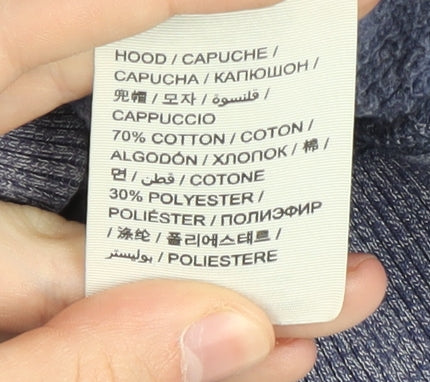 HOOD / CAPUCHE /
CAPUCHA / КАПЮШОН /
兜帽 / 모자 / قلنسوة /
CAPPUCCIO
70% COTTON / COTON /
ALGODÓN / ХЛОПОК / 棉 /
면 / قطن / COTONE
30% POLYESTER /
POLIÉSTER / ПОЛИЭФИР
/ 涤纶 / 폴리에스테르 /
بوليستر / POLIESTERE